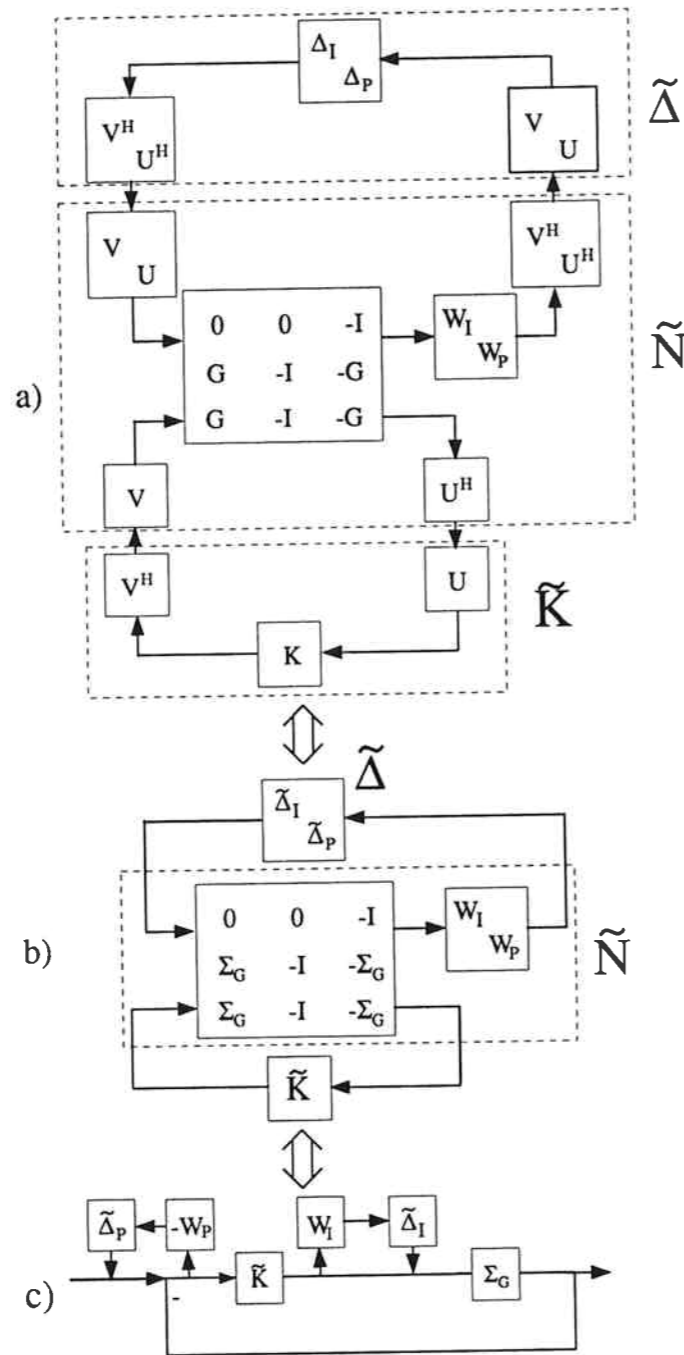 Δ_I
Δ_P
Δ̃
V^H
U^H
V
U
V
U
V^H
U^H
0 0 -I
G -I -G
G -I -G
W_I
W_P
Ñ
a)
V
U^H
V^H
U
K̃
K
Δ̃
Δ̃_I
Δ̃_P
0 0 -I
Σ_G -I -Σ_G
Σ_G -I -Σ_G
W_I
W_P
Ñ
b)
K̃
Δ̃_P
-W_P
W_I
Δ̃_I
K̃
Σ_G
c)
-